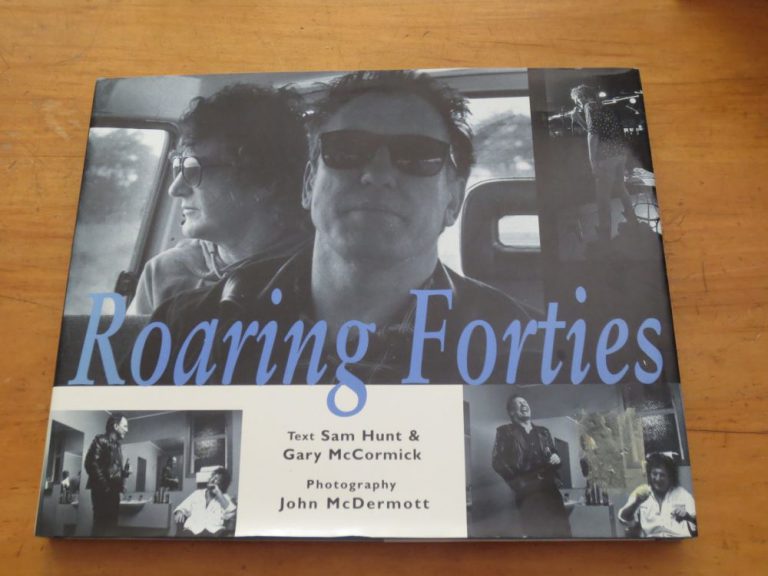 Roaring Forties
Text Sam Hunt &
Gary McCormick
Photography
John McDermott